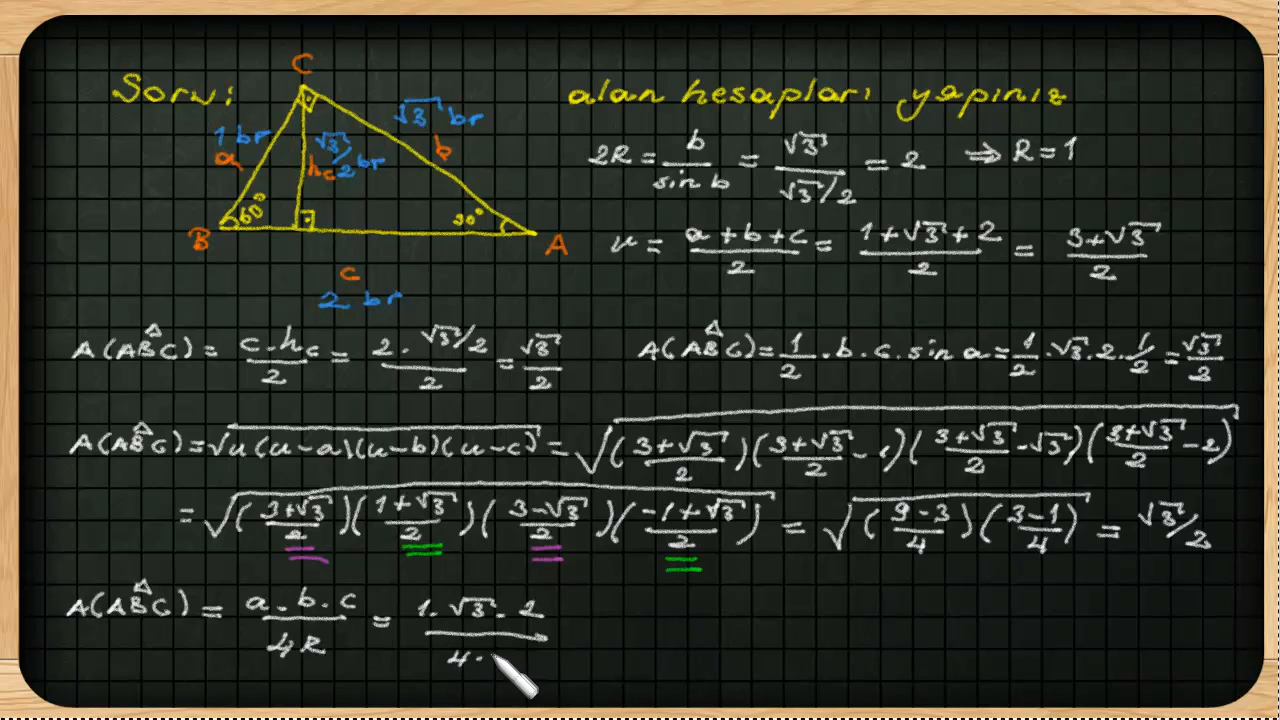 Soru:
alan hesapları yapınız
C
1 br
a
√3 br
b
√3/2 br
hc
60°
30°
B
A
c
2 br
2R = b/sin b = √3/(√3/2) = 2 ⇒ R = 1
u = (a+b+c)/2 = (1+√3+2)/2 = (3+√3)/2
A(ABC) = (c.hc)/2 = (2.√3/2)/2 = √3/2
A(ABC) = 1/2 . b . c . sin a = 1/2 . √3 . 2 . 1/2 = √3/2
A(ABC) = √(u(u-a)(u-b)(u-c)) = √(((3+√3)/2)((3+√3)/2 - 1)((3+√3)/2 - √3)((3+√3)/2 - 2))
= √(((3+√3)/2)((1+√3)/2)((3-√3)/2)((-1+√3)/2)) = √(((9-3)/4)((3-1)/4)) = √3/2
A(ABC) = (a.b.c)/4R = (1.√3.2)/4.